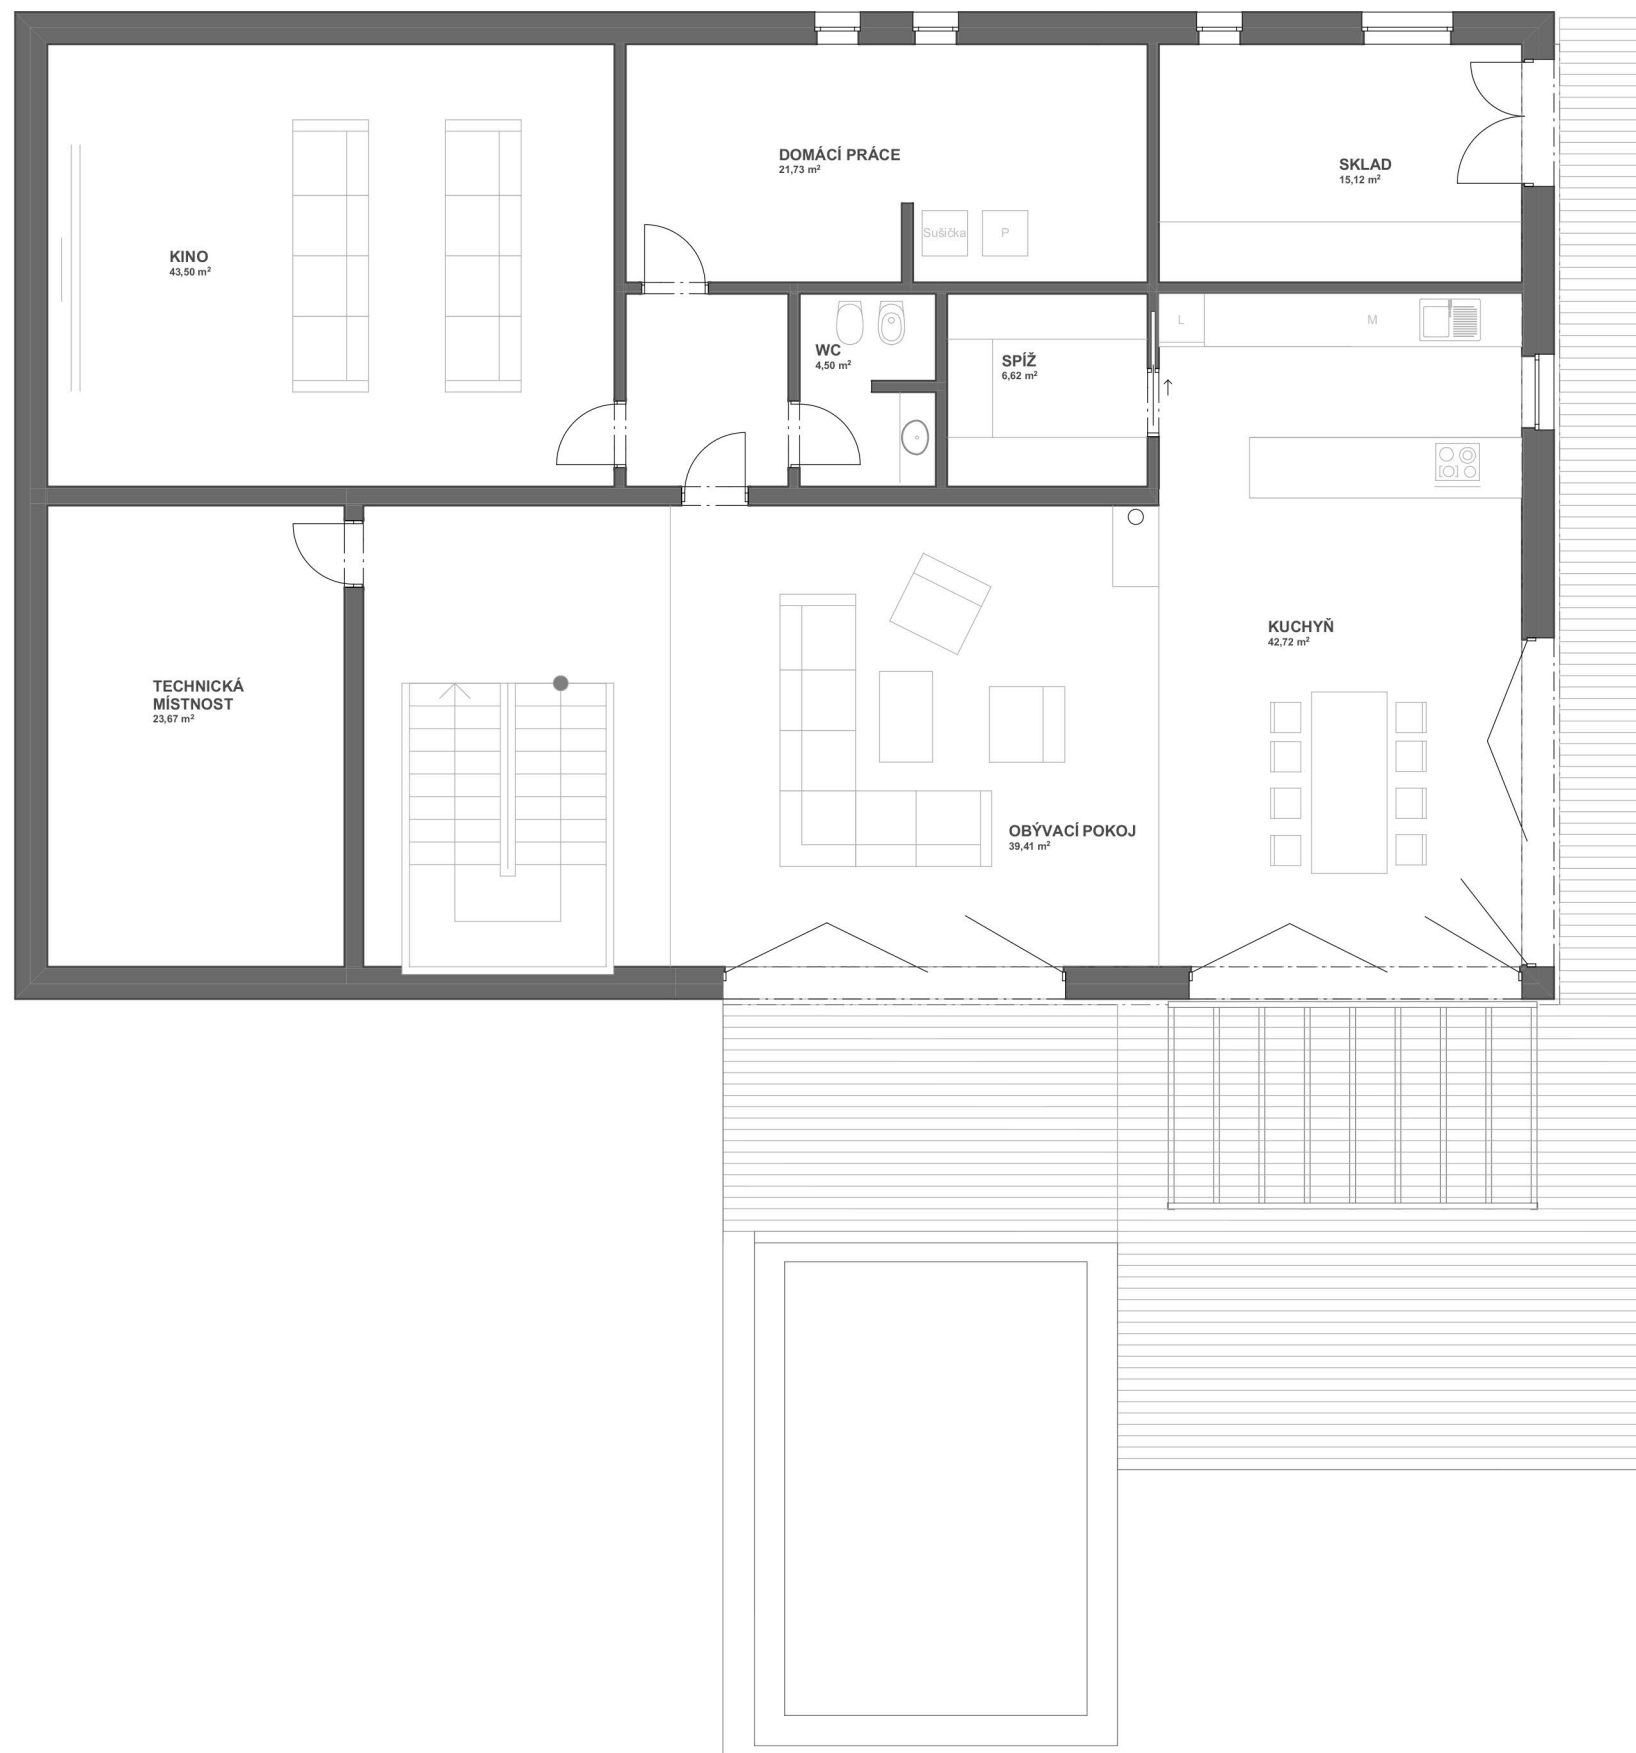 DOMÁCÍ PRÁCE
21,73 m²
SKLAD
15,12 m²
Sušička
P
KINO
43,50 m²
L
M
WC
4,50 m²
SPÍŽ
6,62 m²
KUCHYŇ
42,72 m²
TECHNICKÁ
MÍSTNOST
23,67 m²
OBÝVACÍ POKOJ
39,41 m²